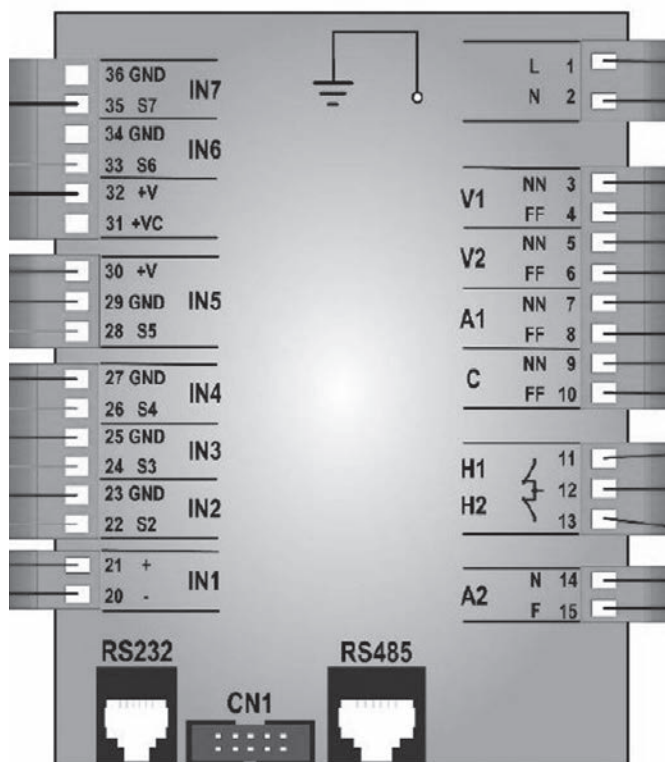 36 GND
35 S7
IN7
34 GND
33 S6
IN6
32 +V
31 +VC
30 +V
29 GND
28 S5
IN5
27 GND
26 S4
IN4
25 GND
24 S3
IN3
23 GND
22 S2
IN2
21 +
20 -
IN1
L 1
N 2
V1
NN 3
FF 4
V2
NN 5
FF 6
A1
NN 7
FF 8
C
NN 9
FF 10
H1
H2
11
12
13
A2
N 14
F 15
RS232
CN1
RS485